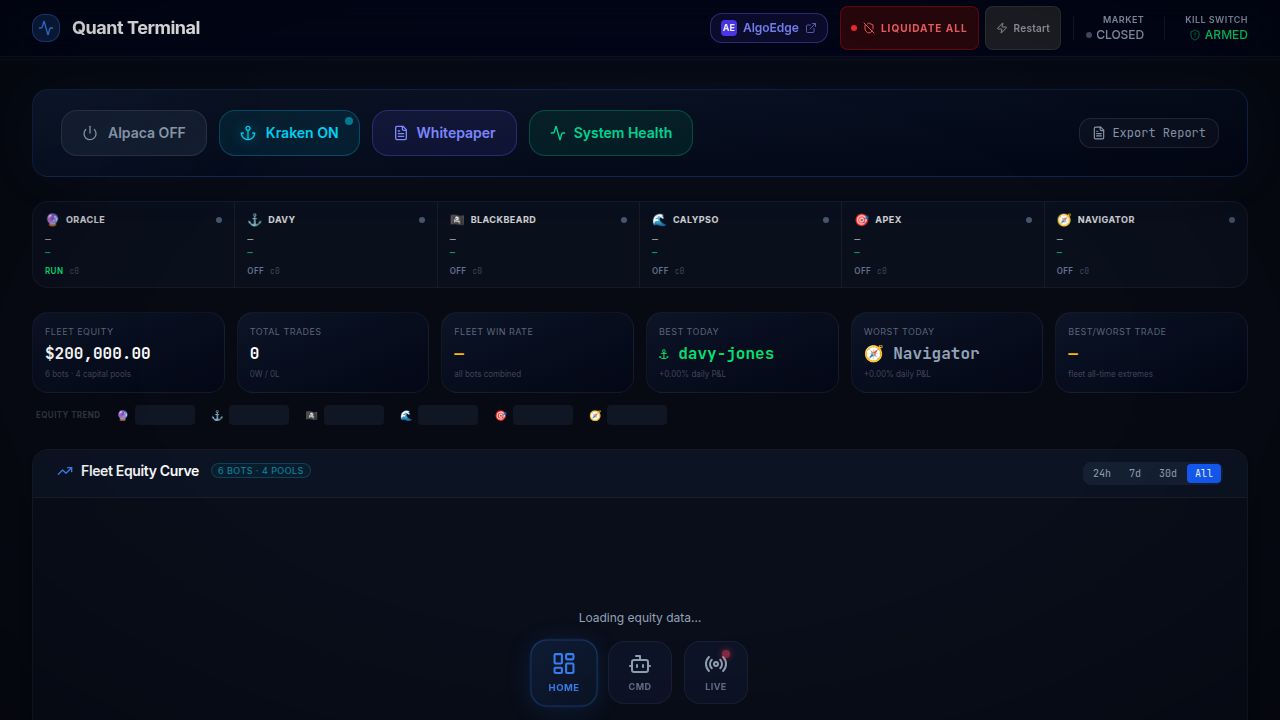 Quant Terminal
AE AlgoEdge
LIQUIDATE ALL
Restart
MARKET
CLOSED
KILL SWITCH
ARMED
Alpaca OFF
Kraken ON
Whitepaper
System Health
Export Report
ORACLE
—
—
RUN c0
DAVY
—
—
OFF c0
BLACKBEARD
—
—
OFF c0
CALYPSO
—
—
OFF c0
APEX
—
—
OFF c0
NAVIGATOR
—
—
OFF c0
FLEET EQUITY
$200,000.00
6 bots · 4 capital pools
TOTAL TRADES
0
0W / 0L
FLEET WIN RATE
—
all bots combined
BEST TODAY
davy-jones
+0.00% daily P&L
WORST TODAY
Navigator
+0.00% daily P&L
BEST/WORST TRADE
—
fleet all-time extremes
EQUITY TREND
Fleet Equity Curve 6 BOTS · 4 POOLS
24h 7d 30d All
Loading equity data...
HOME
CMD
LIVE